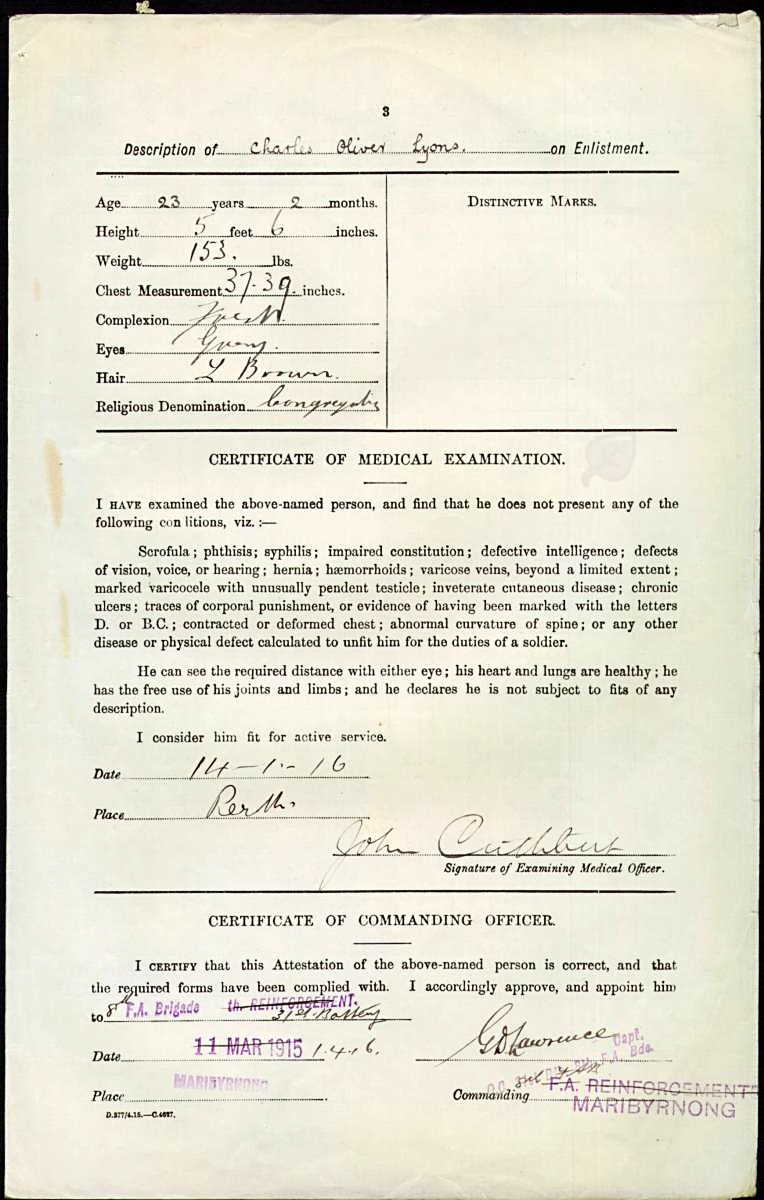 3
Description of Charles Oliver Lyons. on Enlistment.
Age 23 years 2 months.
Height 5 feet 6 inches.
Weight 153. lbs.
Chest Measurement 37-39. inches.
Complexion Fresh.
Eyes Grey.
Hair L Brown.
Religious Denomination
DISTINCTIVE MARKS.
CERTIFICATE OF MEDICAL EXAMINATION.
I HAVE examined the above-named person, and find that he does not present any of the
following con litions, viz. :—
Scrofula ; phthisis; syphilis ; impaired constitution ; defective intelligence ; defects
of vision, voice, or hearing ; hernia ; hæmorrhoids ; varicose veins, beyond a limited extent ;
marked varicocele with unusually pendent testicle ; inveterate cutaneous disease ; chronic
ulcers ; traces of corporal punishment, or evidence of having been marked with the letters
D. or B.C. ; contracted or deformed chest ; abnormal curvature of spine ; or any other
disease or physical defect calculated to unfit him for the duties of a soldier.
He can see the required distance with either eye ; his heart and lungs are healthy ; he
has the free use of his joints and limbs ; and he declares he is not subject to fits of any
description.
I consider him fit for active service.
Date 14-1-16
Place Perth.
John Cuthbert
Signature of Examining Medical Officer.
CERTIFICATE OF COMMANDING OFFICER.
I CERTIFY that this Attestation of the above-named person is correct, and that
the required forms have been complied with. I accordingly approve, and appoint him
to 8th F.A. Brigade th. REINFORCEMENT. 31st Battery
Date 11 MAR 1915 1.4.16. G D Lawrence Capt.
F.A. Bde.
Place MARIBYRNONG Commanding F.A. REINFORCEMENTS
MARIBYRNONG
D.377/4.15.—C.4627.